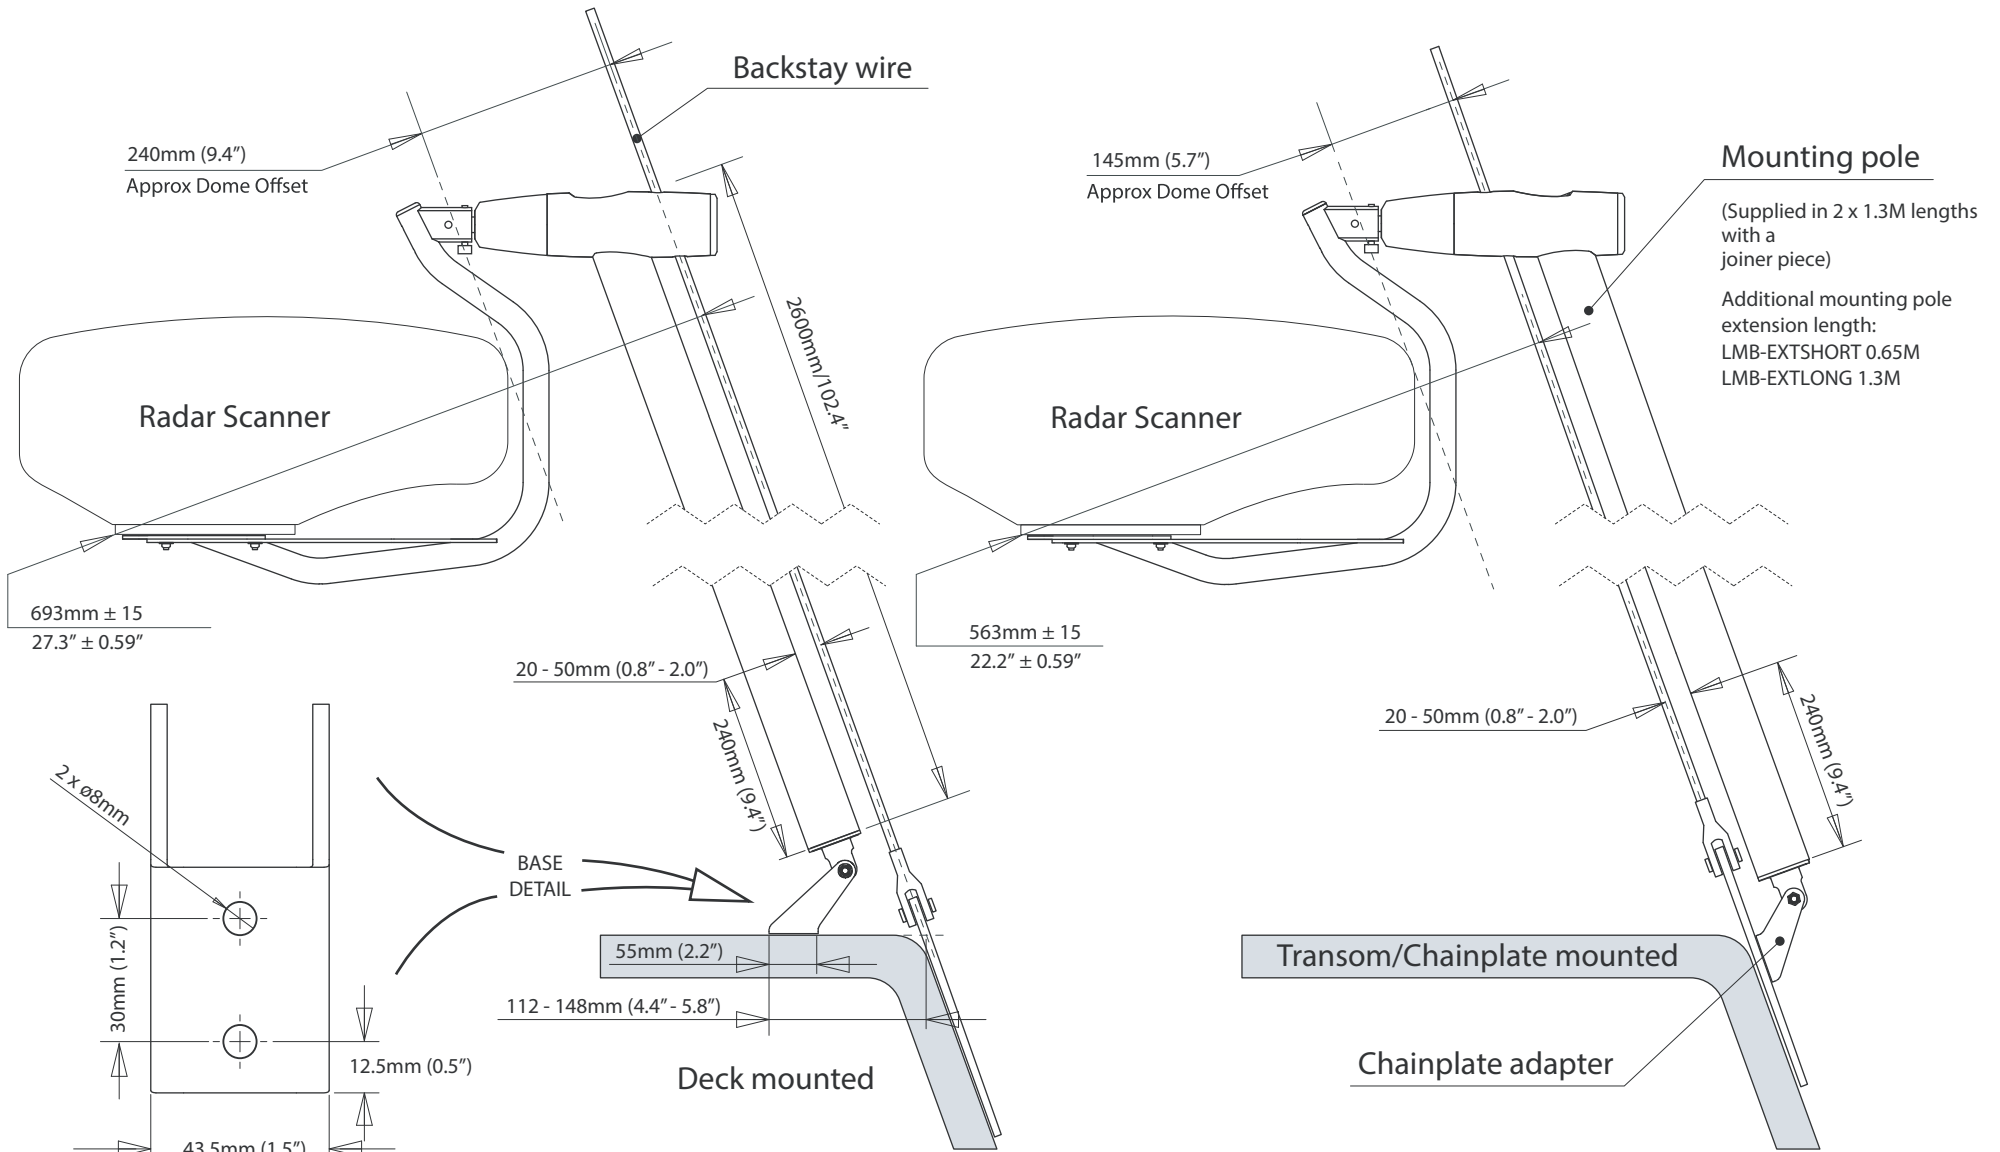 Backstay wire
240mm (9.4”)
Approx Dome Offset
2600mm/102.4”
Radar Scanner
693mm ± 15
27.3” ± 0.59”
145mm (5.7”)
Approx Dome Offset
Mounting pole
(Supplied in 2 x 1.3M lengths
with a
joiner piece)
Additional mounting pole
extension length:
LMB-EXTSHORT 0.65M
LMB-EXTLONG 1.3M
Radar Scanner
563mm ± 15
22.2” ± 0.59”
20 - 50mm (0.8” - 2.0”)
240mm (9.4”)
20 - 50mm (0.8” - 2.0”)
240mm (9.4”)
2 x ø8mm
BASE
DETAIL
30mm (1.2”)
12.5mm (0.5”)
43.5mm (1.5”)
55mm (2.2”)
112 - 148mm (4.4” - 5.8”)
Deck mounted
Transom/Chainplate mounted
Chainplate adapter